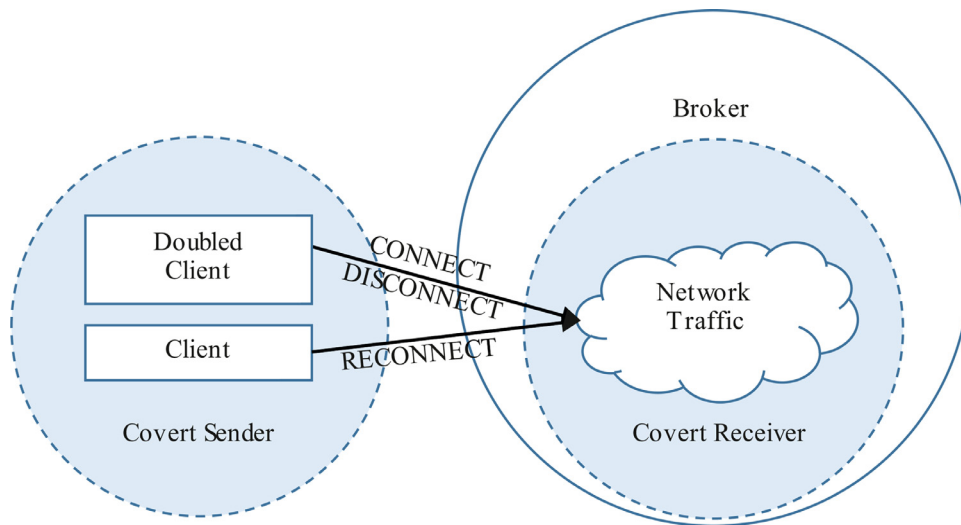 Broker
Doubled
Client
CONNECT
DISCONNECT
Network
Traffic
Client
RECONNECT
Covert Sender
Covert Receiver